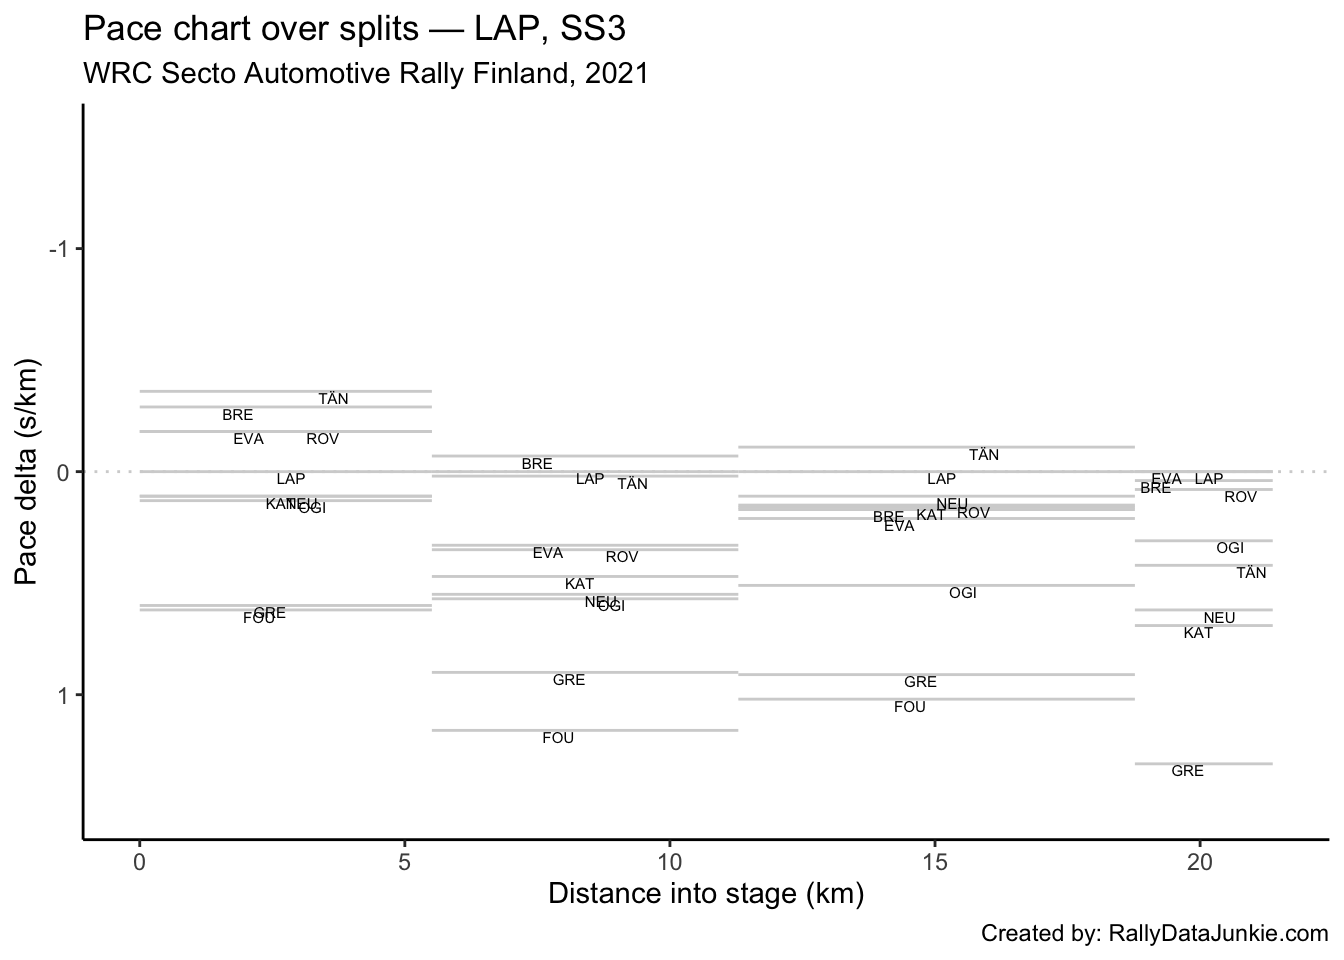 Pace chart over splits — LAP, SS3
WRC Secto Automotive Rally Finland, 2021
Pace delta (s/km)
-1
0
1
TÄN
BRE
EVA ROV
LAP
KAT NEU OGI
GRE
FOU
BRE
LAP TÄN
EVA ROV
KAT
NEU OGI
GRE
FOU
TÄN
LAP
NEU
BRE KAT ROV
EVA
OGI
GRE
FOU
EVA LAP
BRE ROV
OGI
TÄN
NEU
KAT
GRE
0 5 10 15 20
Distance into stage (km)
Created by: RallyDataJunkie.com